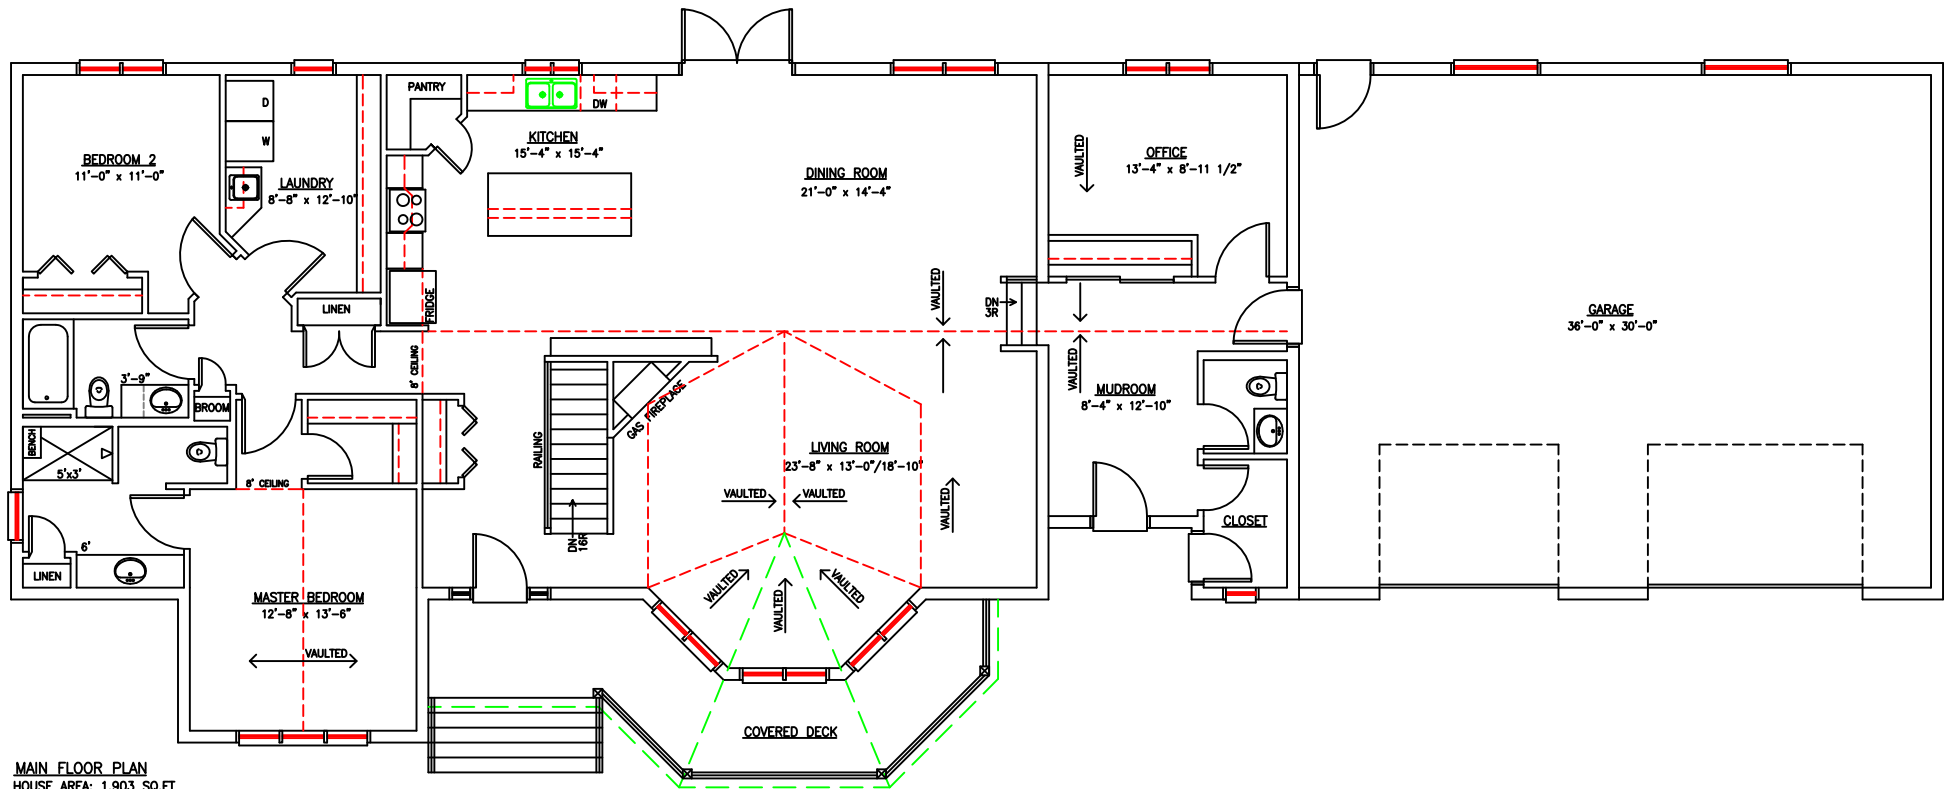 PANTRY
D
W
DW
KITCHEN
15'-4" x 15'-4"
BEDROOM 2
11'-0" x 11'-0"
LAUNDRY
8'-8" x 12'-10"
DINING ROOM
21'-0" x 14'-4"
VAULTED
OFFICE
13'-4" x 8'-11 1/2"
LINEN
FRIDGE
VAULTED
DN
3R
GARAGE
36'-0" x 30'-0"
3'-9"
BROOM
8' CEILING
GAS FIREPLACE
RAILING
VAULTED
MUDROOM
8'-4" x 12'-10"
BENCH
5'x3'
8' CEILING
LIVING ROOM
23'-8" x 13'-0"/18'-10"
VAULTED
VAULTED
VAULTED
CLOSET
DN
16R
6'
LINEN
MASTER BEDROOM
12'-8" x 13'-6"
VAULTED
VAULTED
VAULTED
VAULTED
COVERED DECK
MAIN FLOOR PLAN
HOUSE AREA: 1,903 SQ.FT